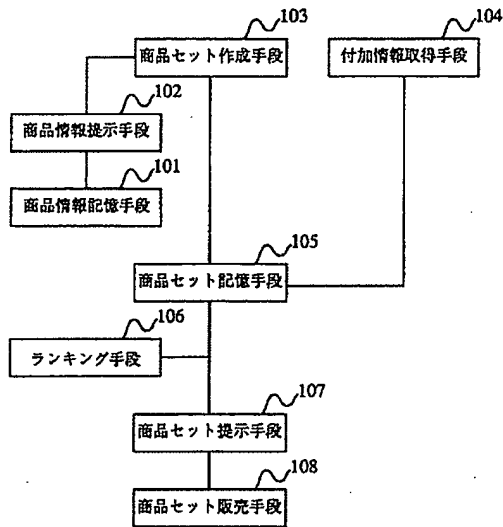 103
商品セット作成手段
104
付加情報取得手段
102
商品情報提示手段
101
商品情報記憶手段
105
商品セット記憶手段
106
ランキング手段
107
商品セット提示手段
108
商品セット販売手段